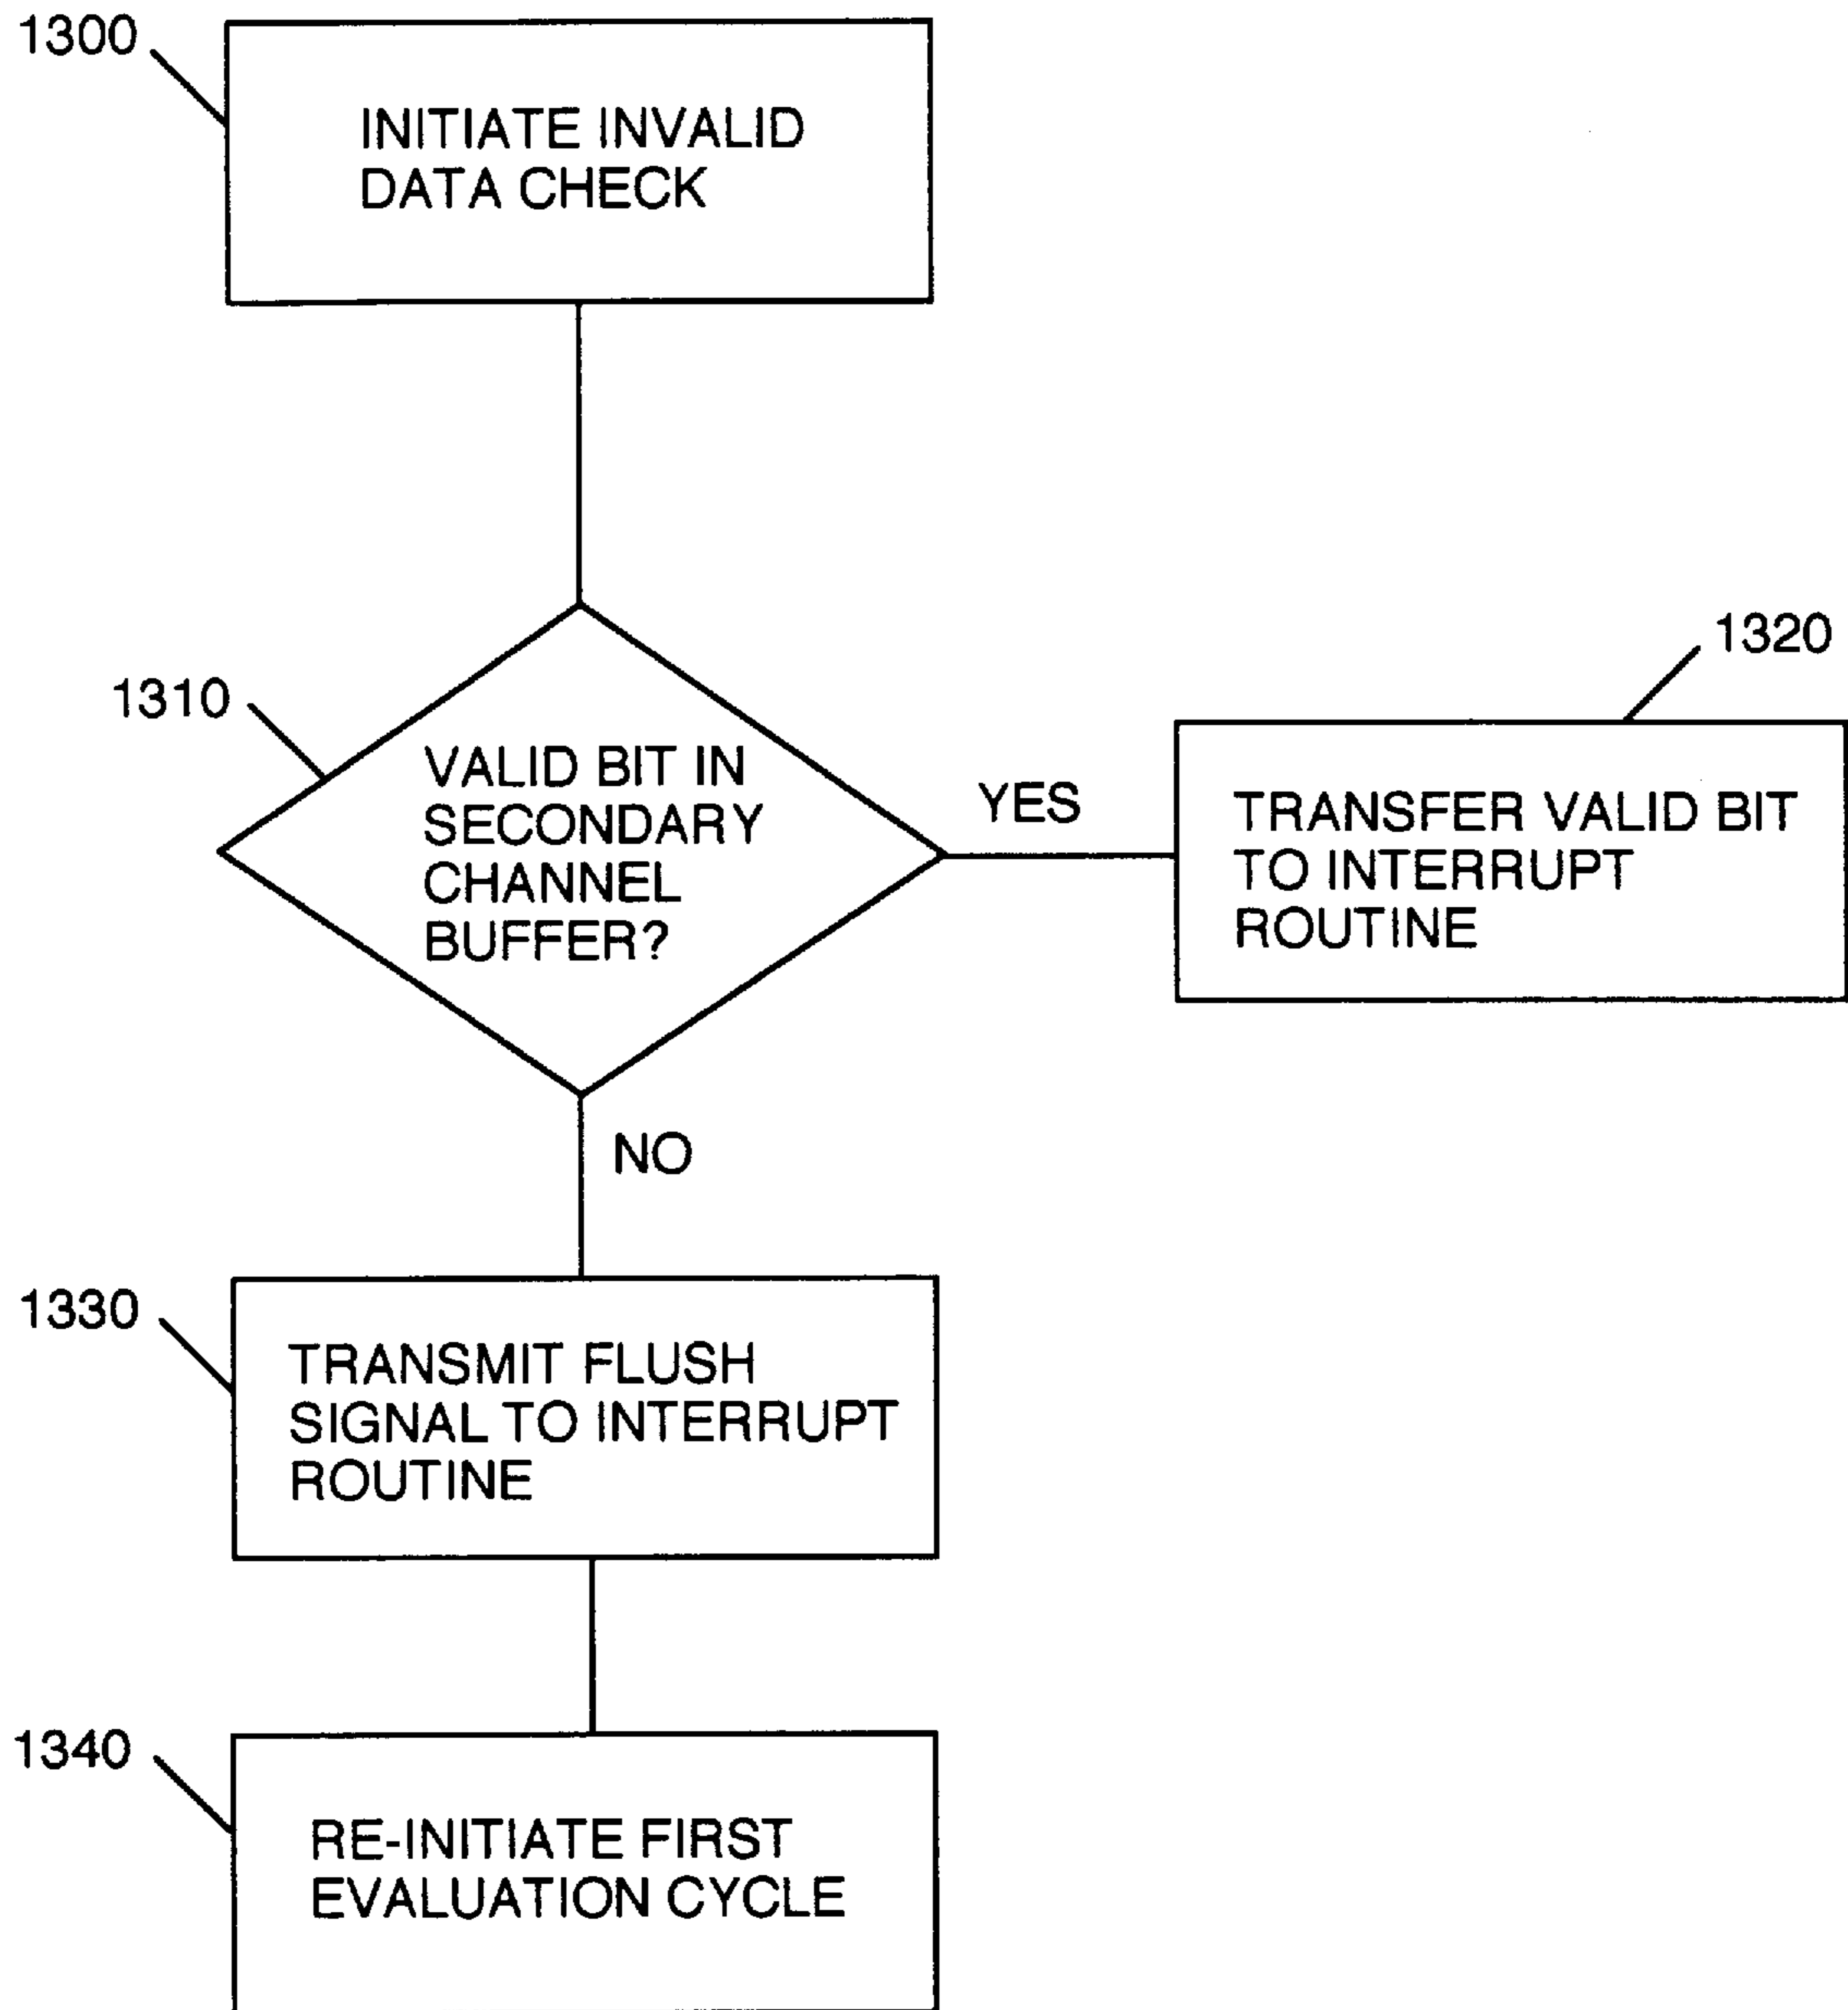 1300
INITIATE INVALID
DATA CHECK
1310
VALID BIT IN
SECONDARY
CHANNEL
BUFFER?
YES
1320
TRANSFER VALID BIT
TO INTERRUPT
ROUTINE
NO
1330
TRANSMIT FLUSH
SIGNAL TO INTERRUPT
ROUTINE
1340
RE-INITIATE FIRST
EVALUATION CYCLE